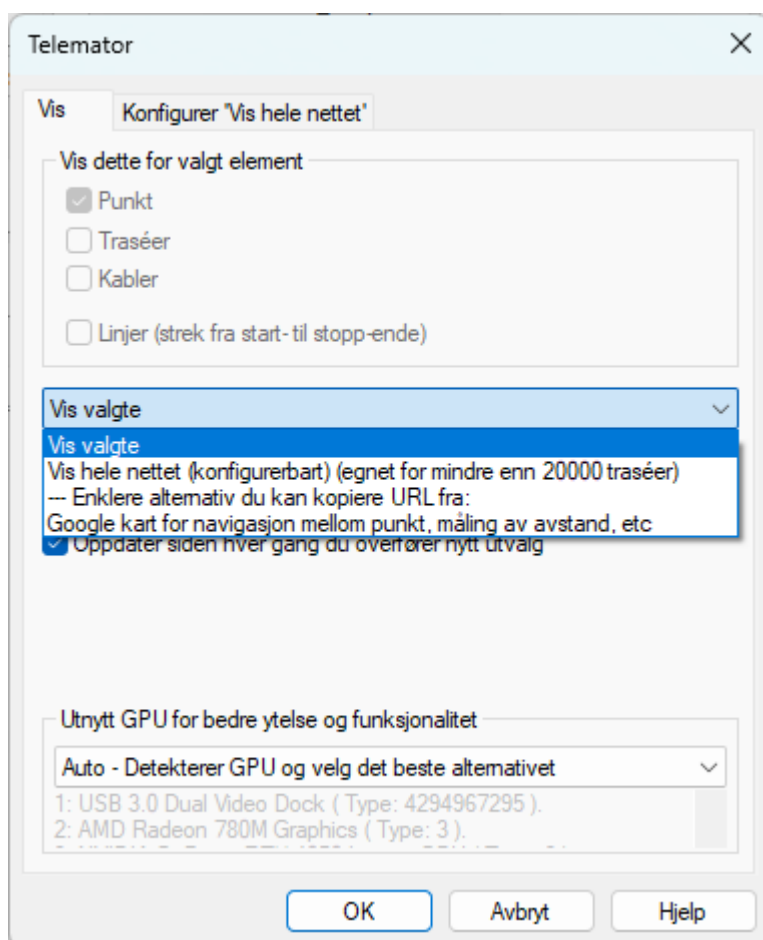 Telemator
Vis
Konfigurer 'Vis hele nettet'
Vis dette for valgt element
Punkt
Traséer
Kabler
Linjer (strek fra start- til stopp-ende)
Vis valgte
Vis valgte
Vis hele nettet (konfigurerbart) (egnet for mindre enn 20000 traséer)
--- Enklere alternativ du kan kopiere URL fra:
Google kart for navigasjon mellom punkt, måling av avstand, etc
Oppdater siden hver gang du overfører nytt utvalg
Utnytt GPU for bedre ytelse og funksjonalitet
Auto - Detekterer GPU og velg det beste alternativet
1: USB 3.0 Dual Video Dock ( Type: 4294967295 ).
2: AMD Radeon 780M Graphics ( Type: 3 ).
OK
Avbryt
Hjelp